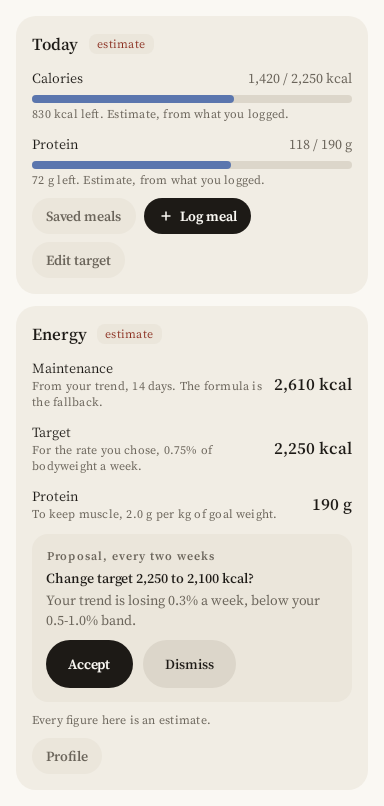 Today estimate
Calories 1,420 / 2,250 kcal
830 kcal left. Estimate, from what you logged.
Protein 118 / 190 g
72 g left. Estimate, from what you logged.
Saved meals + Log meal
Edit target
Energy estimate
Maintenance
From your trend, 14 days. The formula is
the fallback.
2,610 kcal
Target
For the rate you chose, 0.75% of
bodyweight a week.
2,250 kcal
Protein
To keep muscle, 2.0 g per kg of goal weight.
190 g
Proposal, every two weeks
Change target 2,250 to 2,100 kcal?
Your trend is losing 0.3% a week, below your
0.5-1.0% band.
Accept Dismiss
Every figure here is an estimate.
Profile